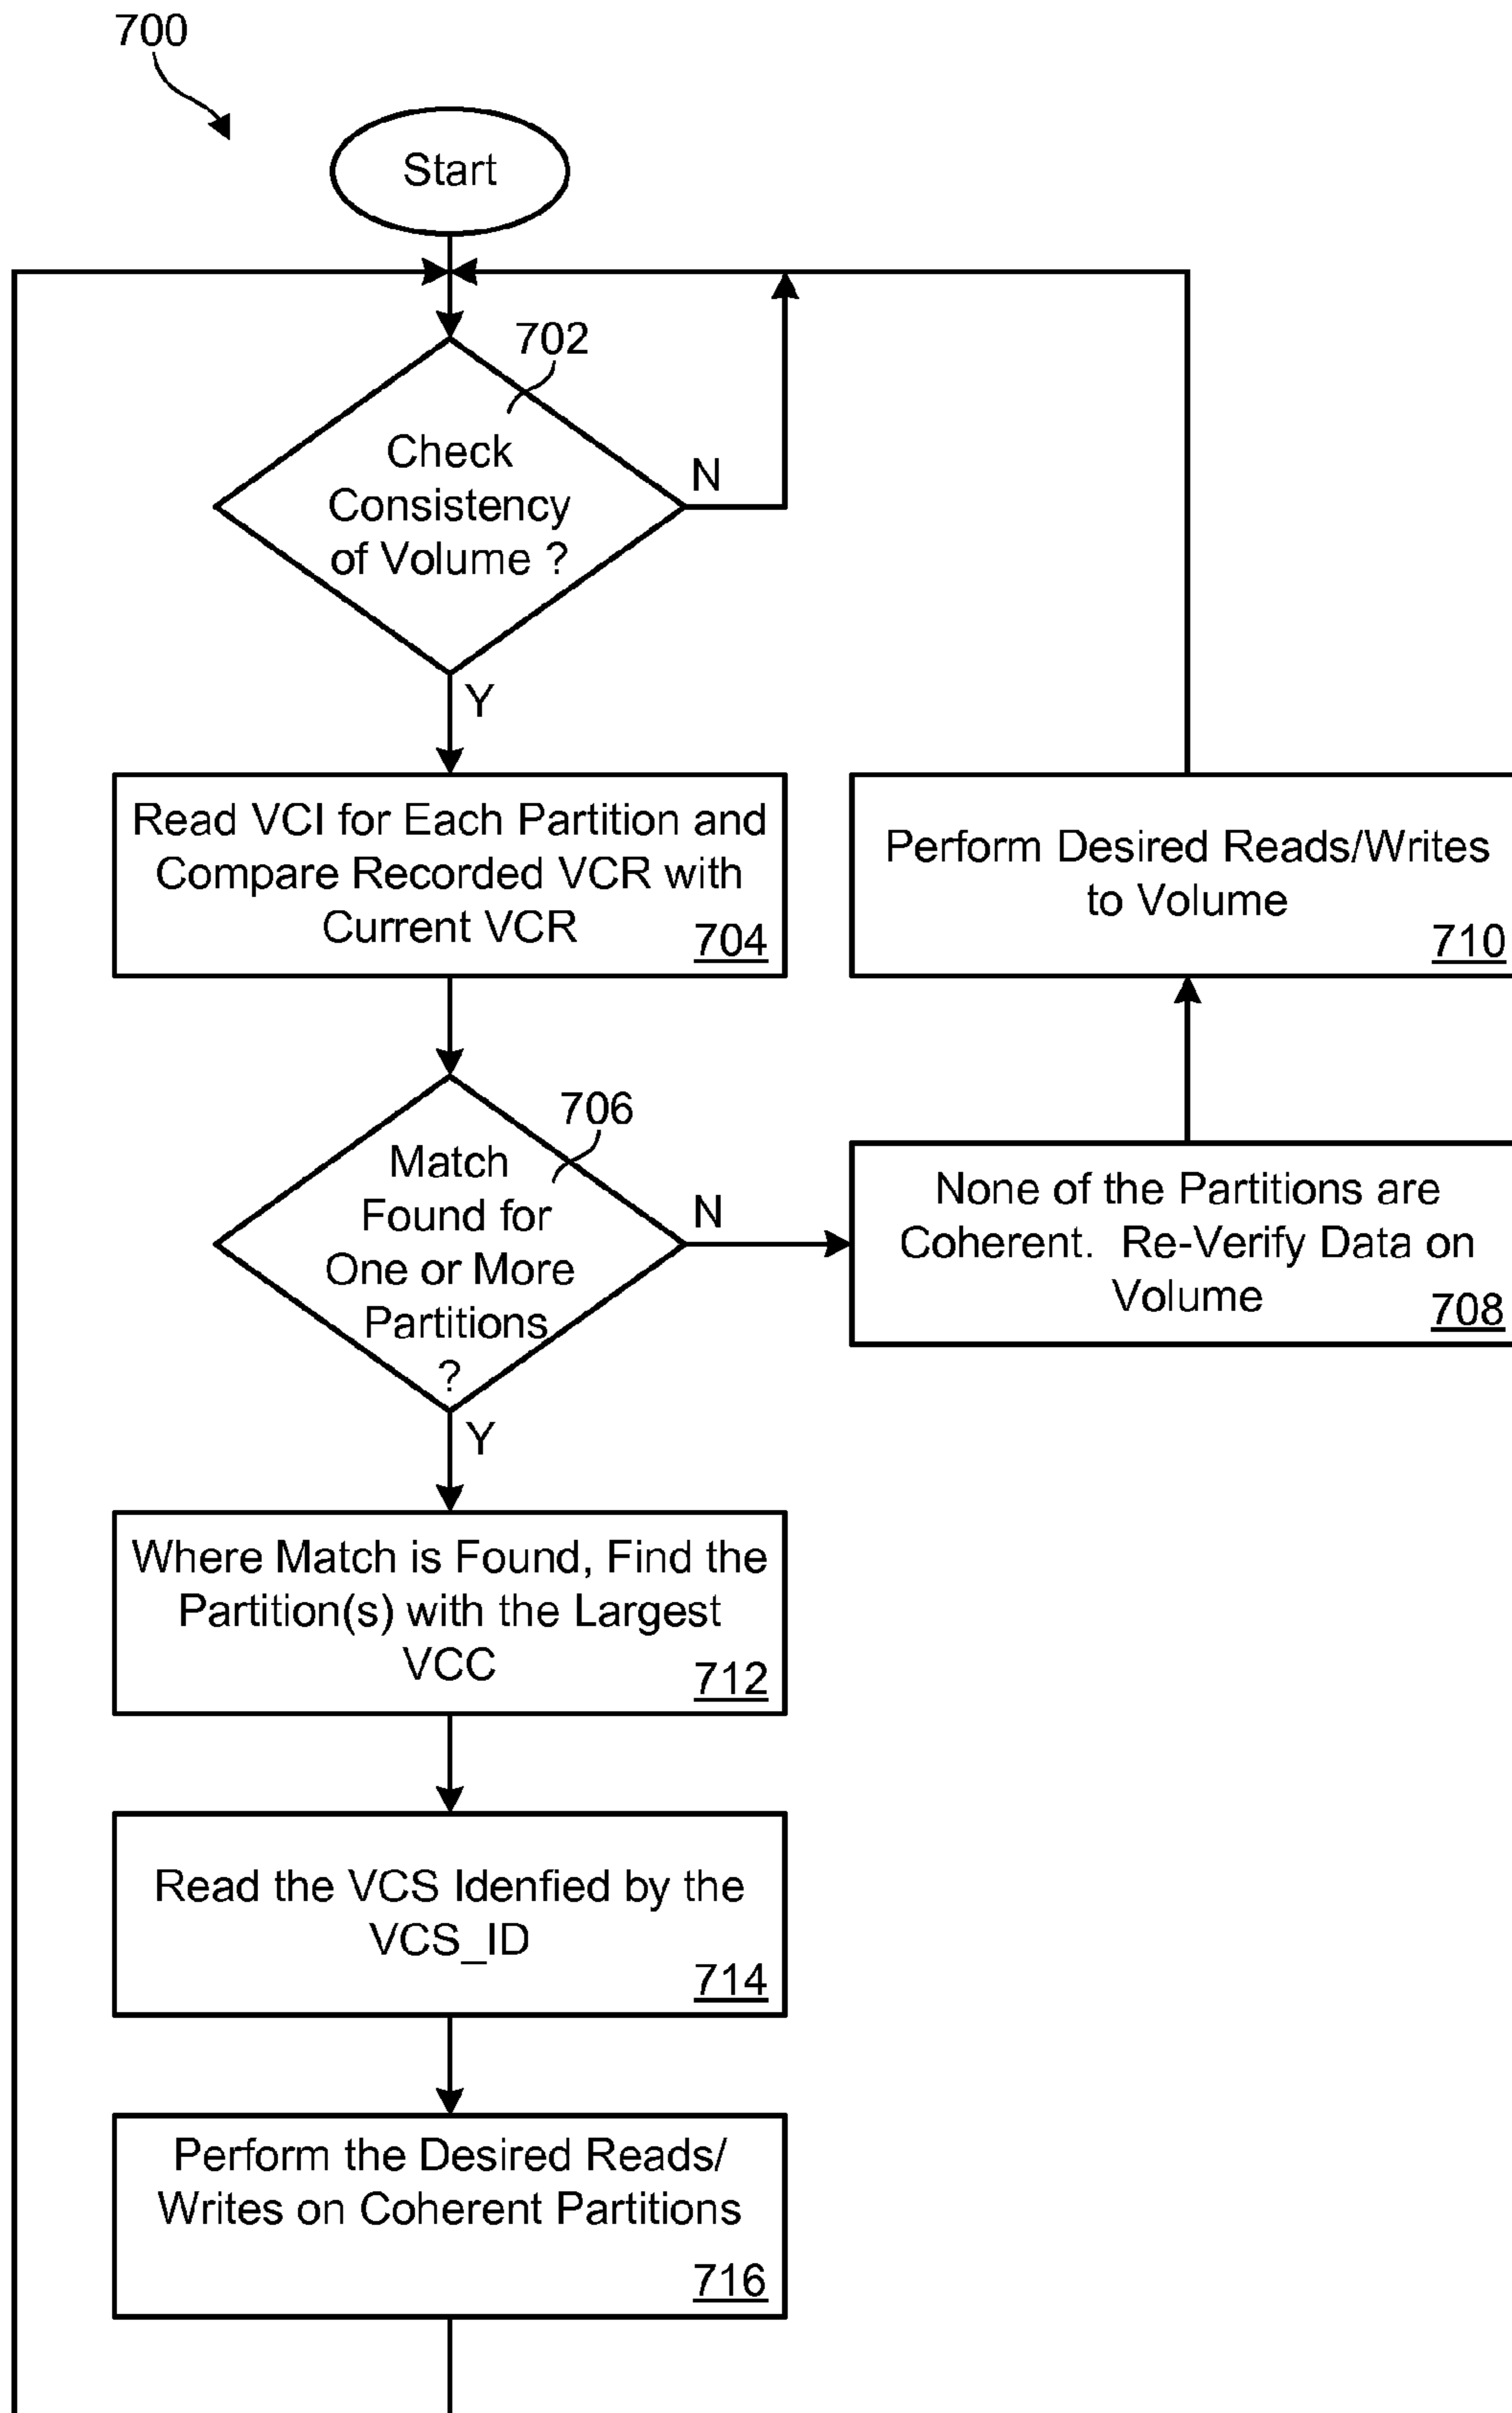 700
Start
702
Check
Consistency
of Volume ?
N
Y
Read VCI for Each Partition and
Compare Recorded VCR with
Current VCR
704
Perform Desired Reads/Writes
to Volume
710
706
Match
Found for
One or More
Partitions
?
N
Y
None of the Partitions are
Coherent. Re-Verify Data on
Volume
708
Where Match is Found, Find the
Partition(s) with the Largest
VCC
712
Read the VCS Idenfied by the
VCS_ID
714
Perform the Desired Reads/
Writes on Coherent Partitions
716